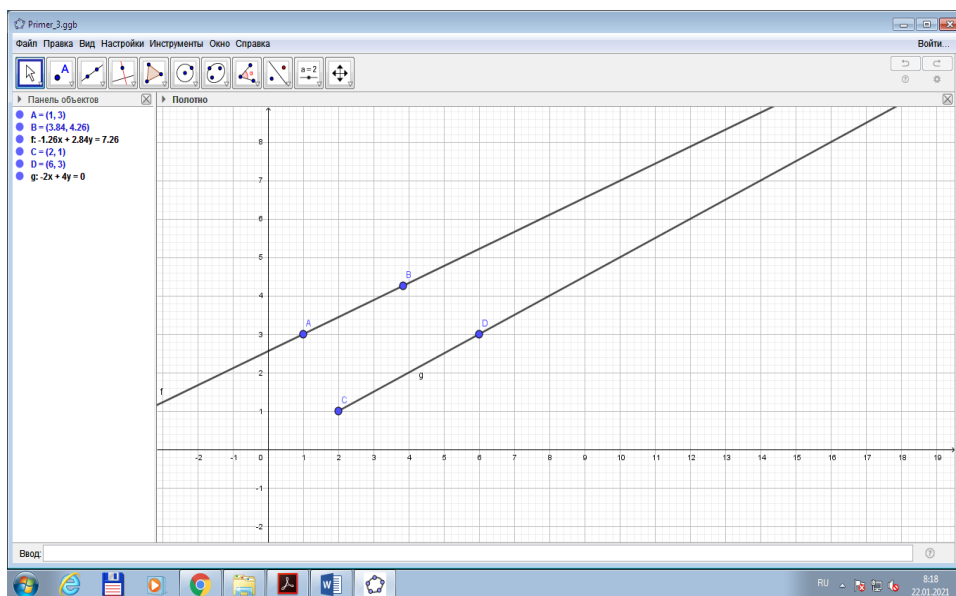 Primer_3.ggb
Файл Правка Вид Настройки Инструменты Окно Справка Войти...
A
a=2
Панель объектов
Полотно
A = (1, 3)
B = (3.84, 4.26)
f: -1.26x + 2.84y = 7.26
C = (2, 1)
D = (6, 3)
g: -2x + 4y = 0
8
7
6
5
4
3
2
1
-2 -1 0 1 2 3 4 5 6 7 8 9 10 11 12 13 14 15 16 17 18 19
-1
-2
A
B
C
D
f
g
Ввод:
RU
8:18
22.01.2021